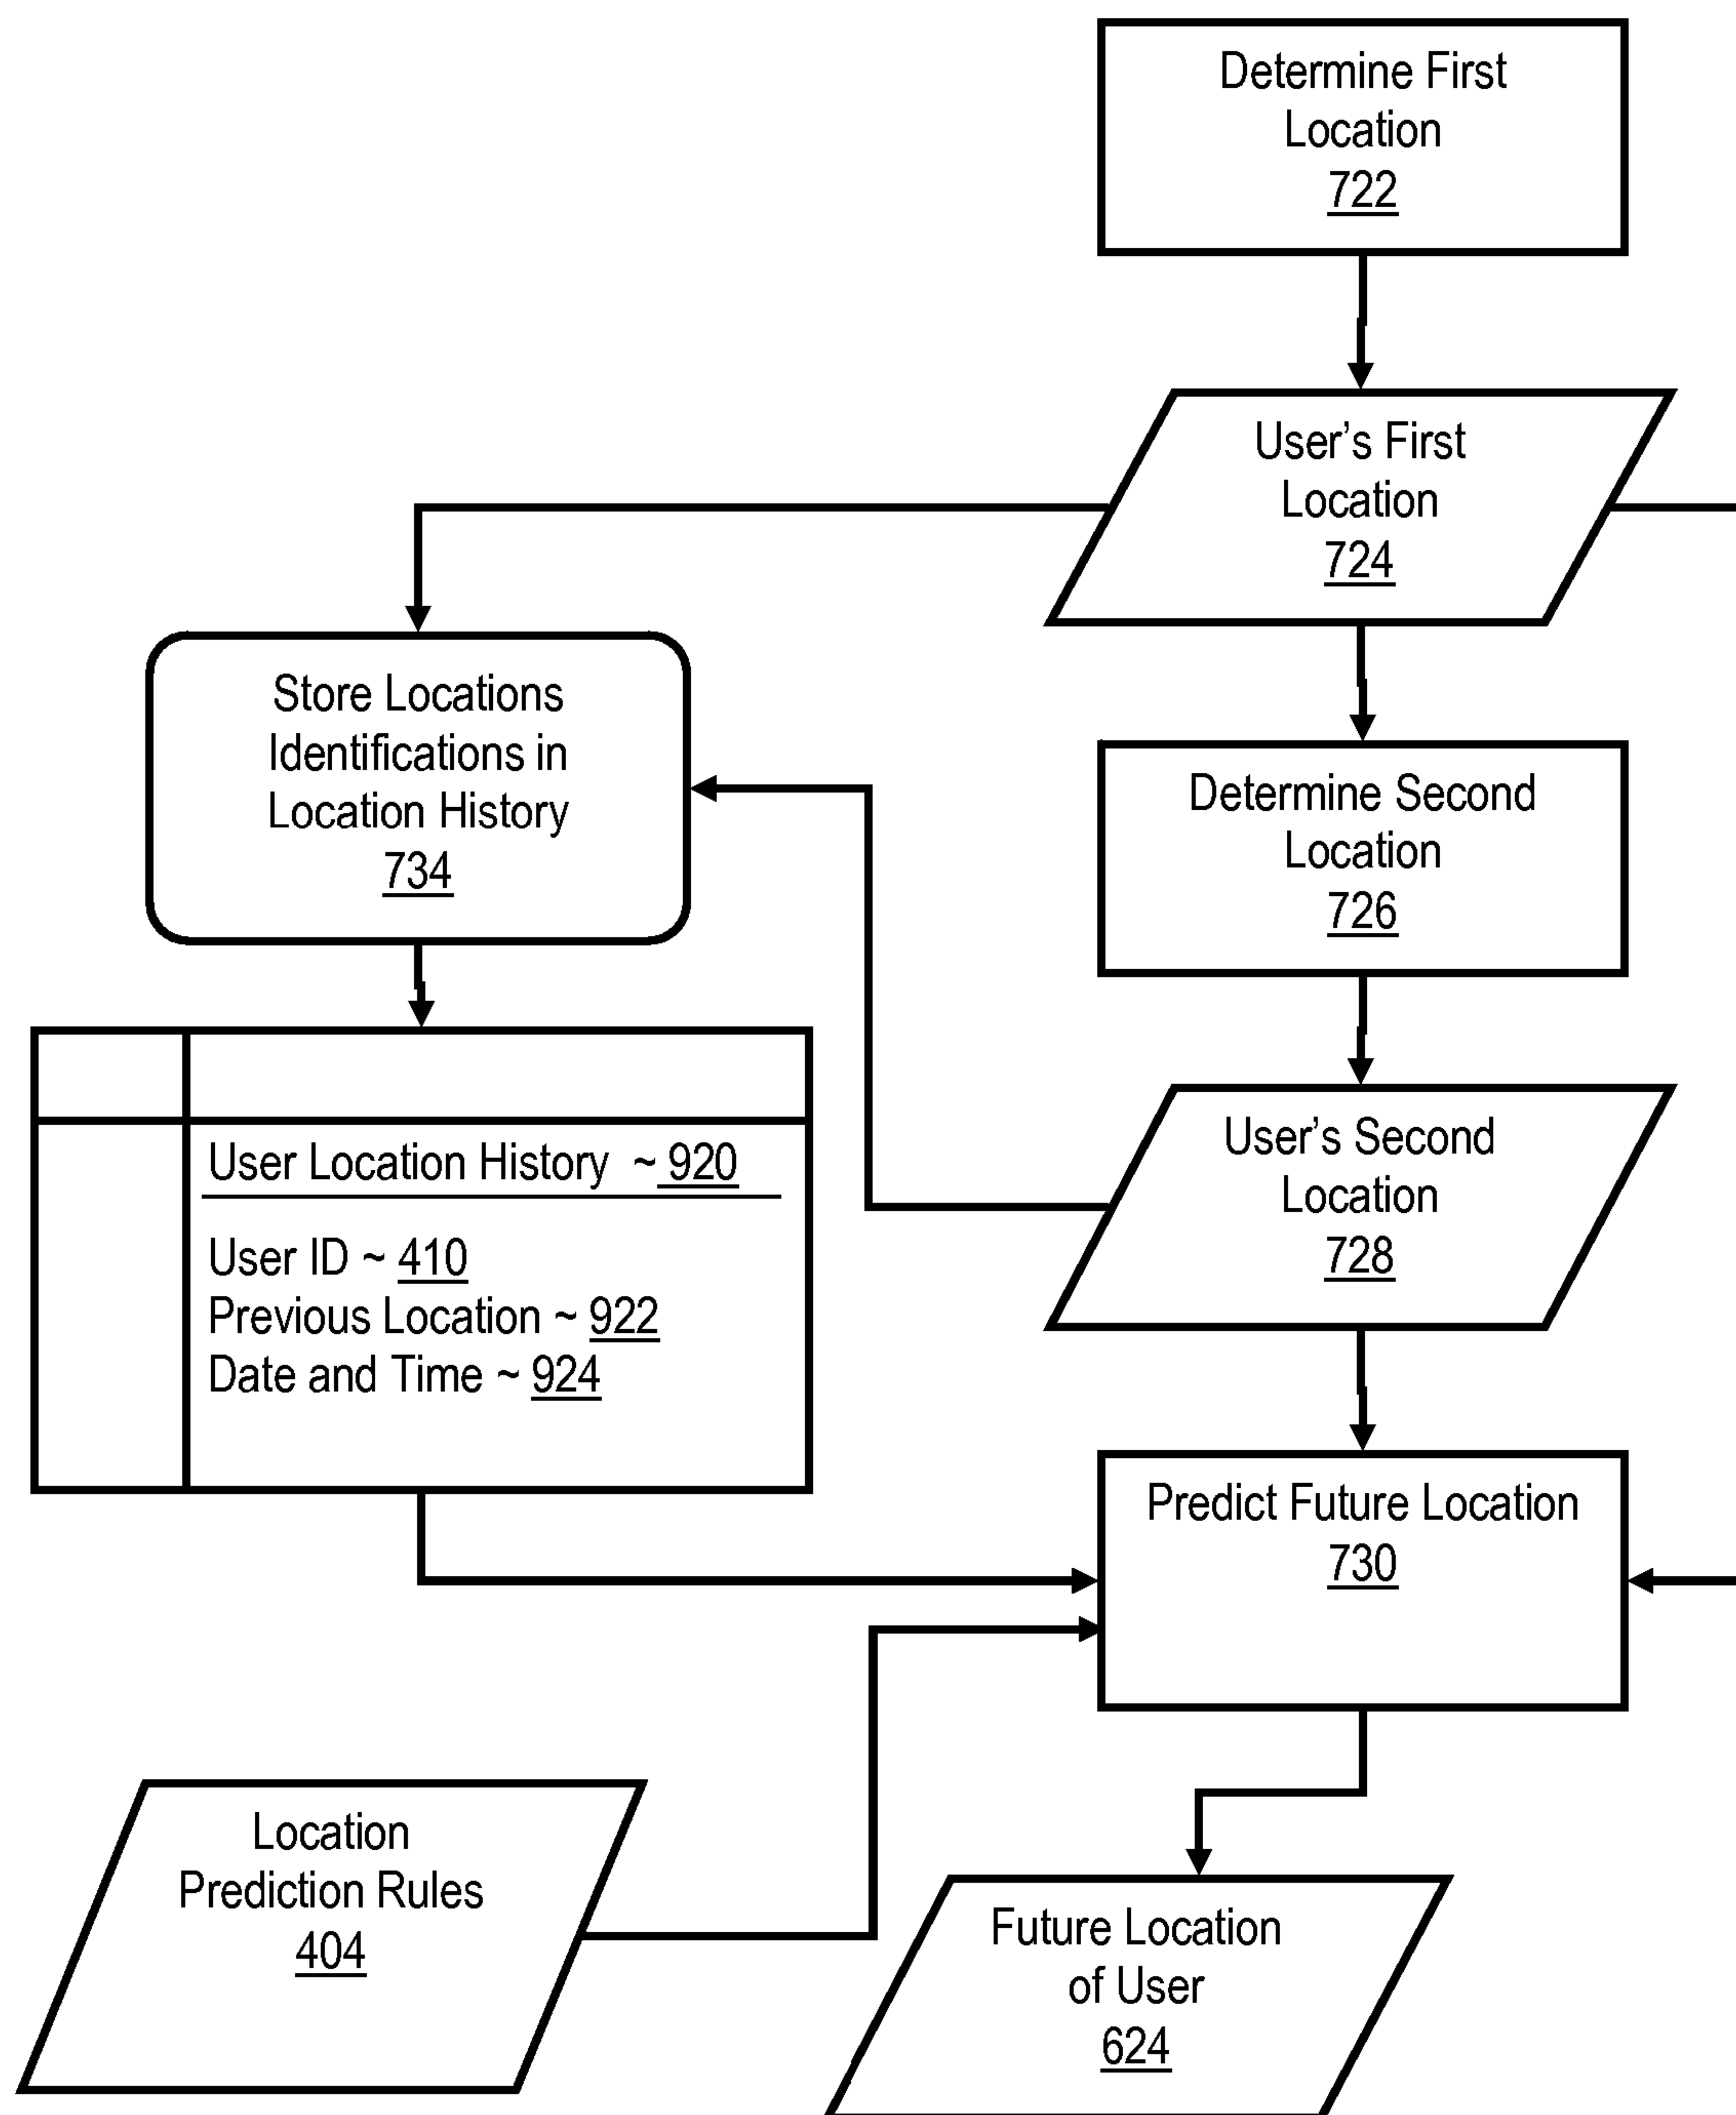 Determine First
Location
722
User's First
Location
724
Store Locations
Identifications in
Location History
734
Determine Second
Location
726
User Location History ~ 920
User ID ~ 410
Previous Location ~ 922
Date and Time ~ 924
User's Second
Location
728
Predict Future Location
730
Location
Prediction Rules
404
Future Location
of User
624